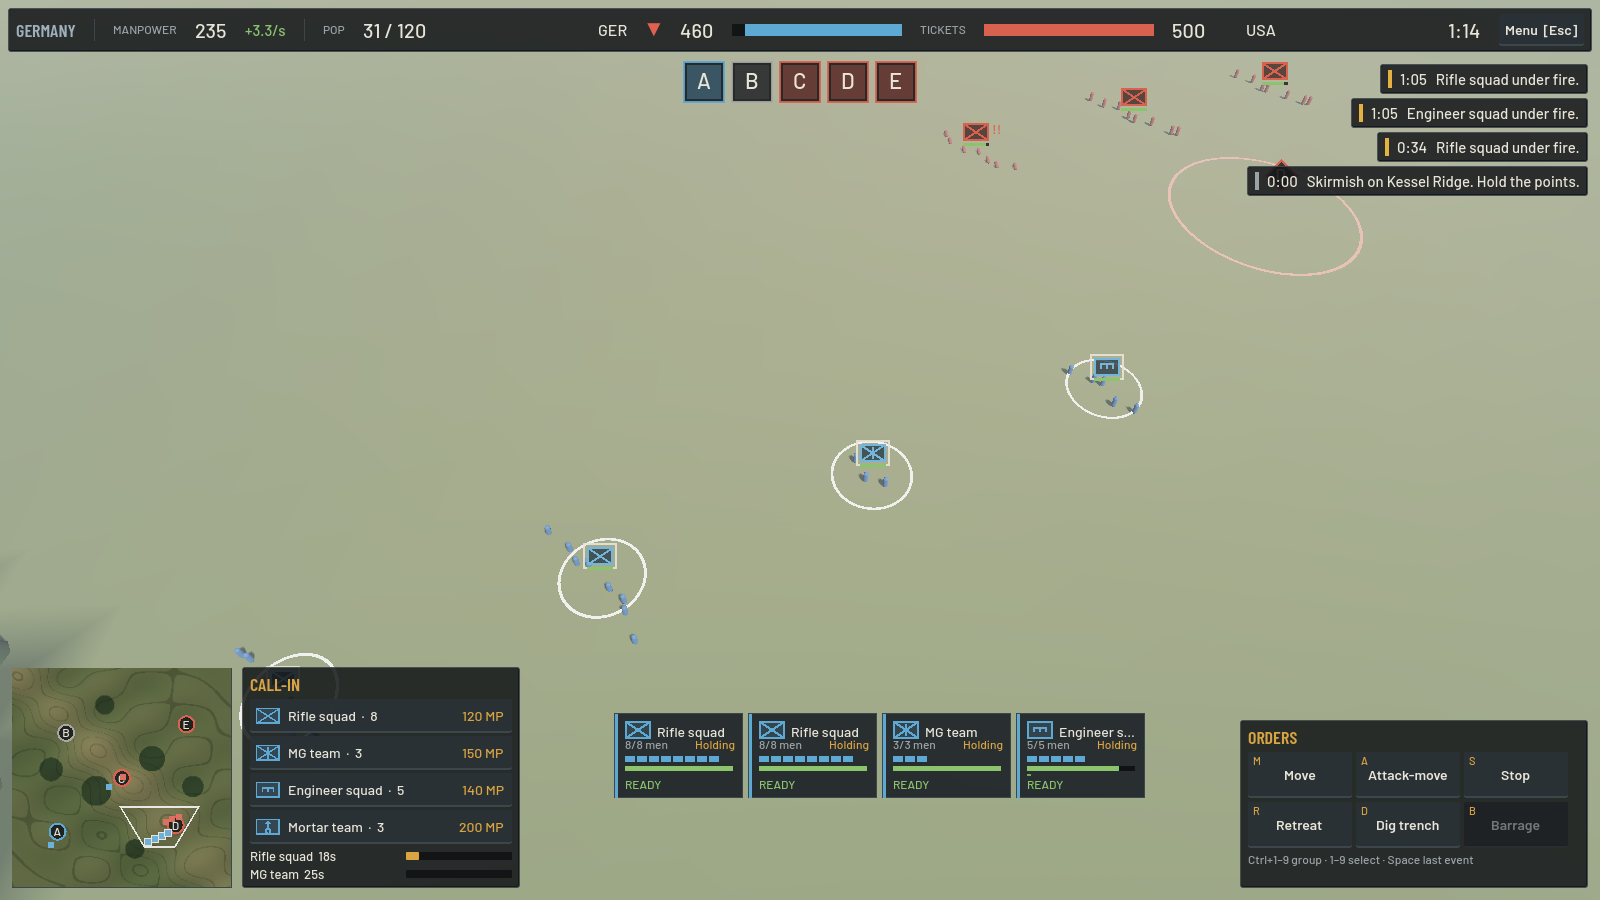 GERMANY MANPOWER 235 +3.3/s POP 31 / 120 GER 460 TICKETS 500 USA 1:14 Menu [Esc]
A B C D E
1:05 Rifle squad under fire.
1:05 Engineer squad under fire.
0:34 Rifle squad under fire.
0:00 Skirmish on Kessel Ridge. Hold the points.
!!
B
E
A
D
CALL-IN
Rifle squad · 8 120 MP
MG team · 3 150 MP
Engineer squad · 5 140 MP
Mortar team · 3 200 MP
Rifle squad 18s
MG team 25s
Rifle squad
8/8 men Holding
READY
Rifle squad
8/8 men Holding
READY
MG team
3/3 men Holding
READY
Engineer s...
5/5 men Holding
READY
ORDERS
M Move
A Attack-move
S Stop
R Retreat
D Dig trench
B Barrage
Ctrl+1–9 group · 1–9 select · Space last event